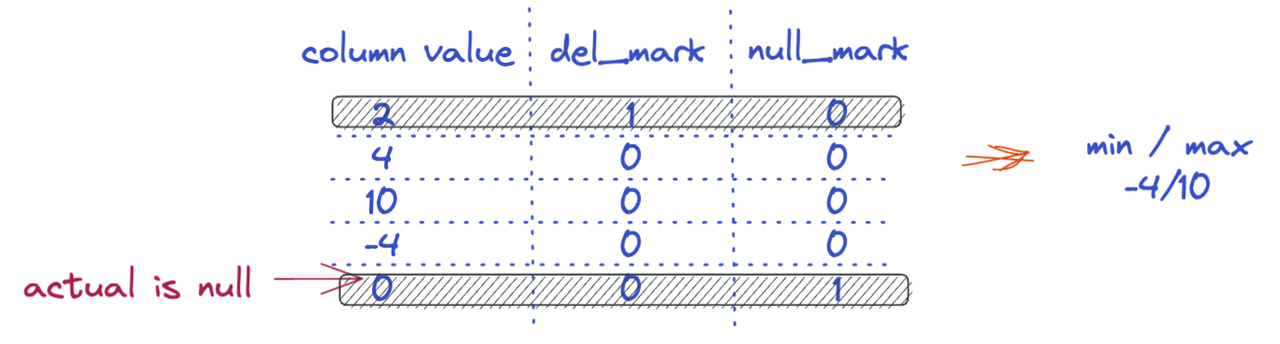 column value del_mark null_mark
2 1 0
4 0 0
10 0 0
-4 0 0
0 0 1
min / max
-4/10
actual is null